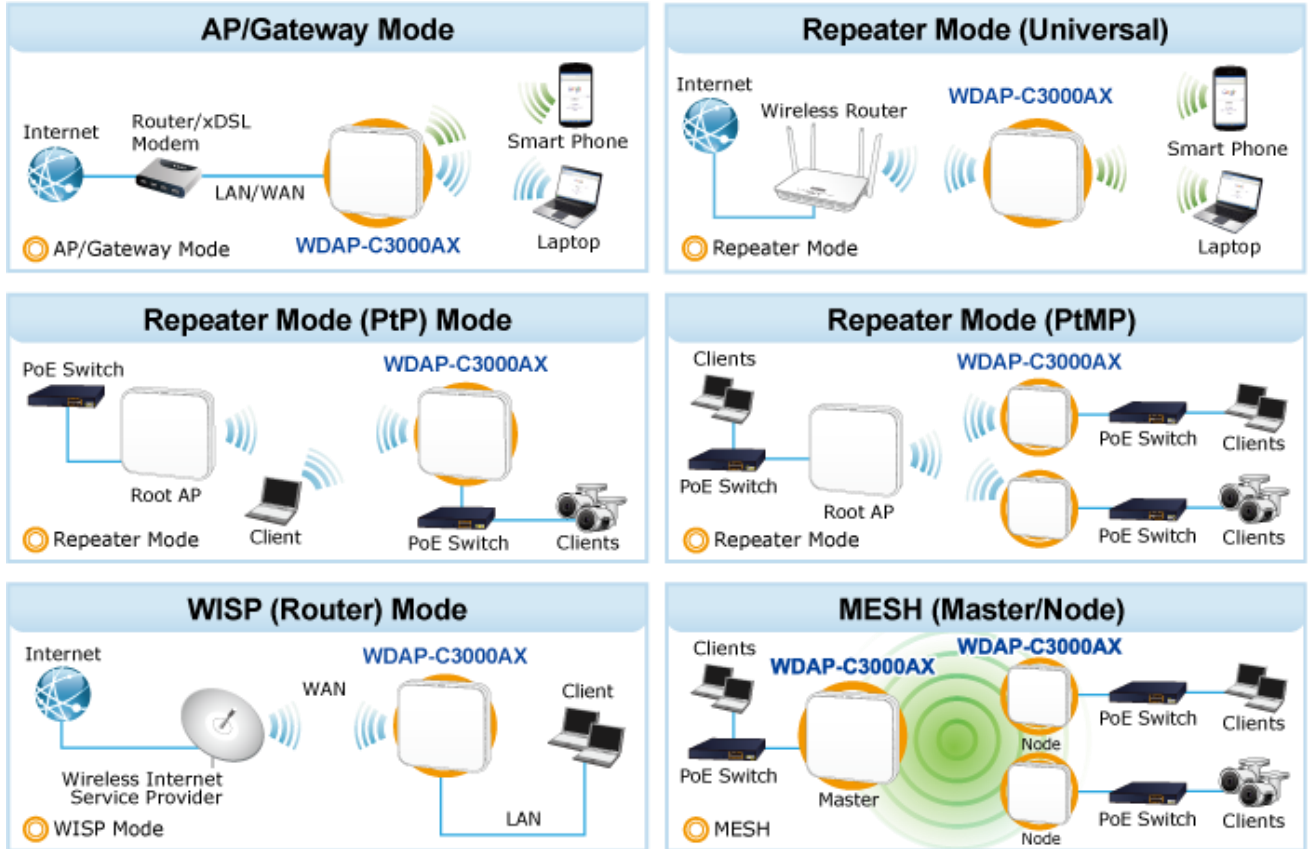 AP/Gateway Mode
Internet
Router/xDSL
Modem
LAN/WAN
WDAP-C3000AX
Smart Phone
Laptop
AP/Gateway Mode
Repeater Mode (Universal)
Internet
Wireless Router
WDAP-C3000AX
Smart Phone
Laptop
Repeater Mode
Repeater Mode (PtP) Mode
PoE Switch
Root AP
Client
WDAP-C3000AX
PoE Switch
Clients
Repeater Mode
Repeater Mode (PtMP)
Clients
PoE Switch
Root AP
WDAP-C3000AX
PoE Switch
Clients
PoE Switch
Clients
Repeater Mode
WISP (Router) Mode
Internet
WAN
WDAP-C3000AX
Client
Wireless Internet
Service Provider
LAN
WISP Mode
MESH (Master/Node)
Clients
PoE Switch
WDAP-C3000AX
Master
WDAP-C3000AX
Node
PoE Switch
Clients
Node
PoE Switch
Clients
MESH